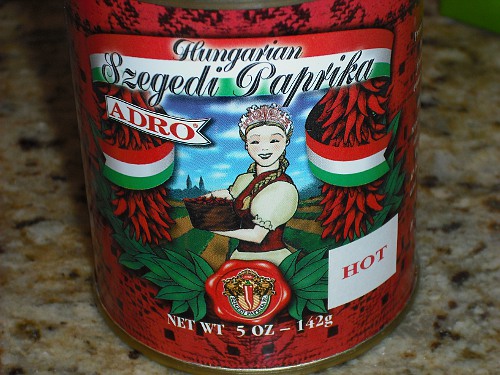 Hungarian
Szegedi Paprika
ADRO
HOT
NET WT 5 OZ – 142g